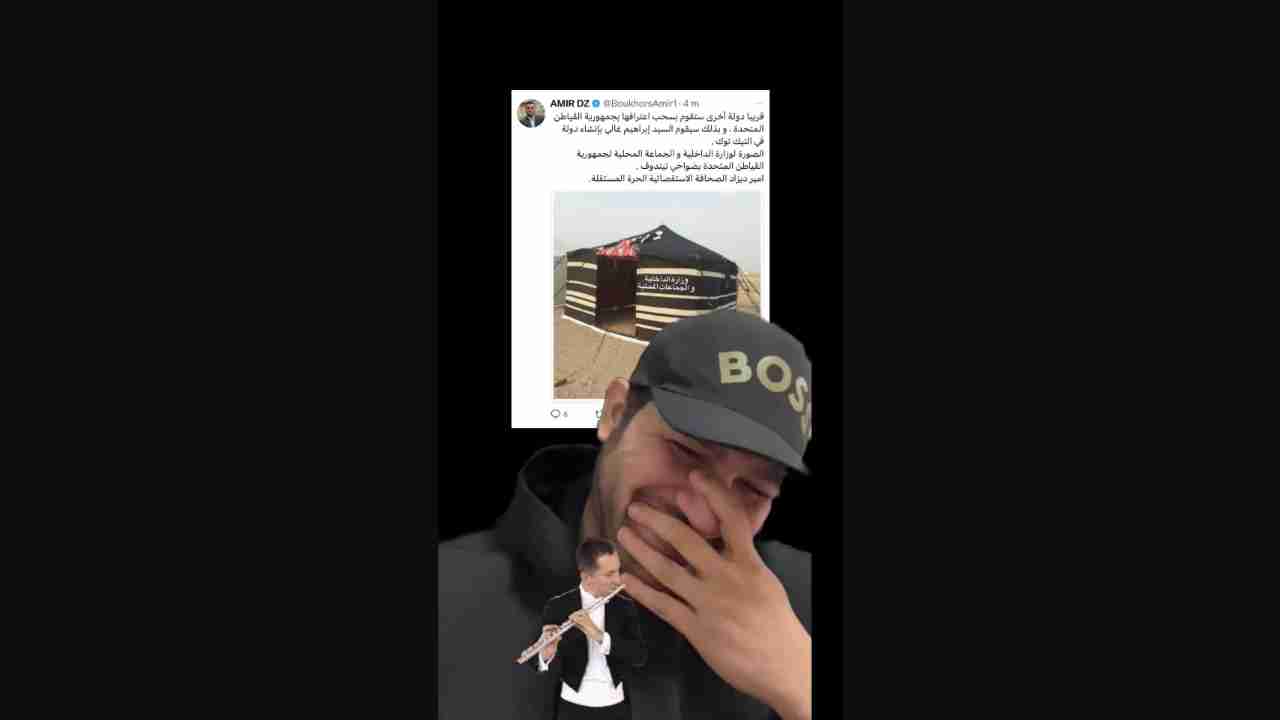 AMIR DZ @BoukhorsAmir1 · 4 m
قريبا دولة أخرى ستقوم بسحب اعترافها بجمهورية القياطن
المتحدة . و بذلك سيقوم السيد إبراهيم غالي بإنشاء دولة
في التيك توك .
الصورة لوزارة الداخلية و الجماعة المحلية لجمهورية
القياطن المتحدة بضواحي تيندوف .
امير ديزاد الصحافة الاستقصائية الحرة المستقلة.
وزارة الداخلية
و الجماعات المحلية
6
BOSS